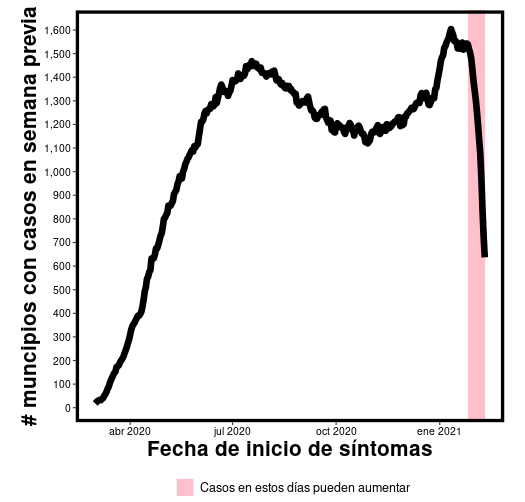 # muncipios con casos en semana previa
1,600
1,500
1,400
1,300
1,200
1,100
1,000
900
800
700
600
500
400
300
200
100
0
abr 2020
jul 2020
oct 2020
ene 2021
Fecha de inicio de síntomas
Casos en estos días pueden aumentar